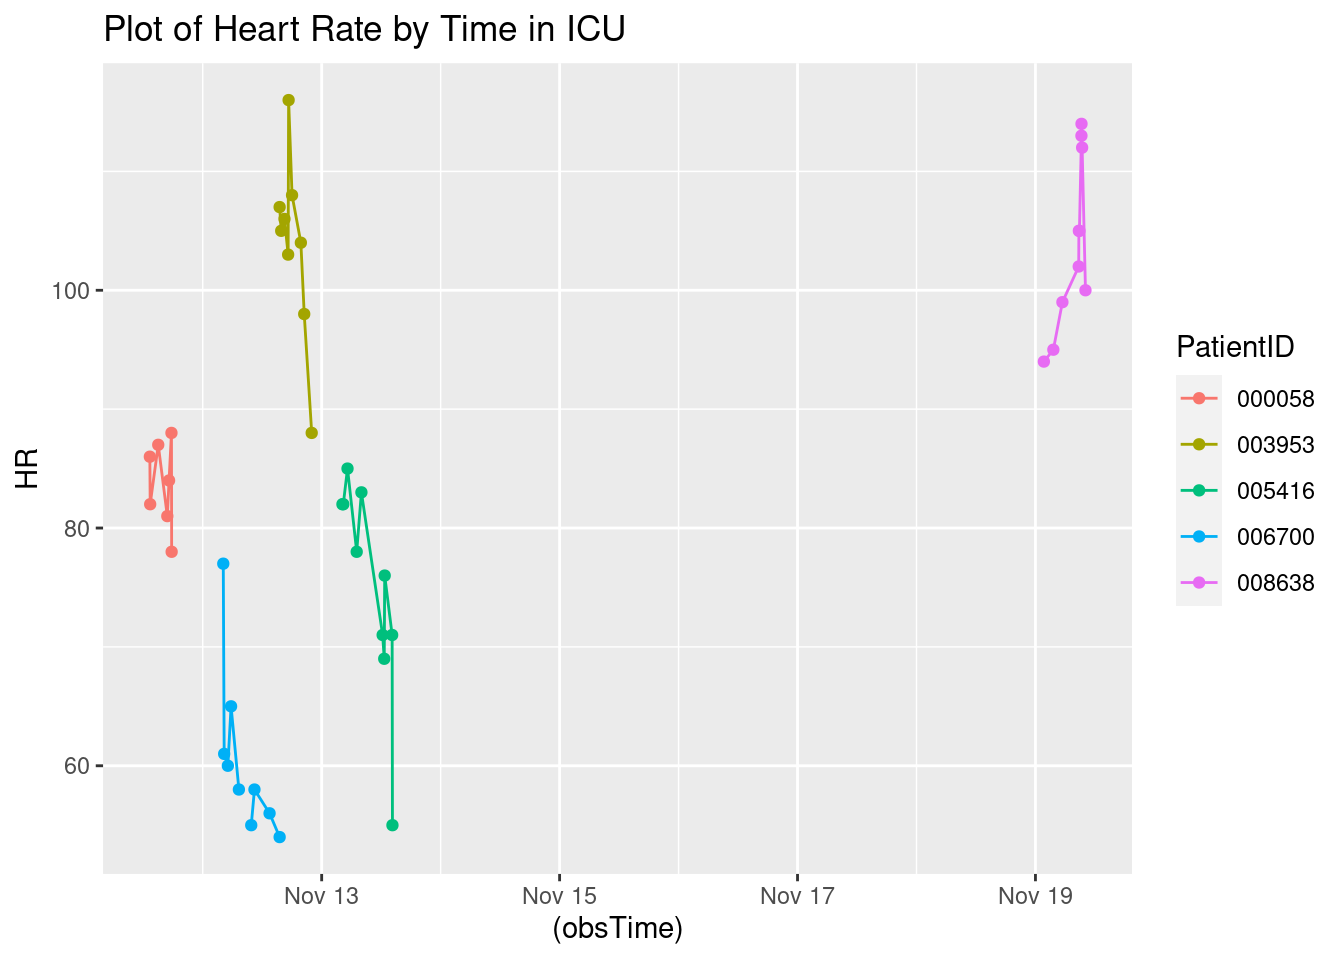 Plot of Heart Rate by Time in ICU
HR
100
80
60
Nov 13
Nov 15
Nov 17
Nov 19
(obsTime)
PatientID
000058
003953
005416
006700
008638